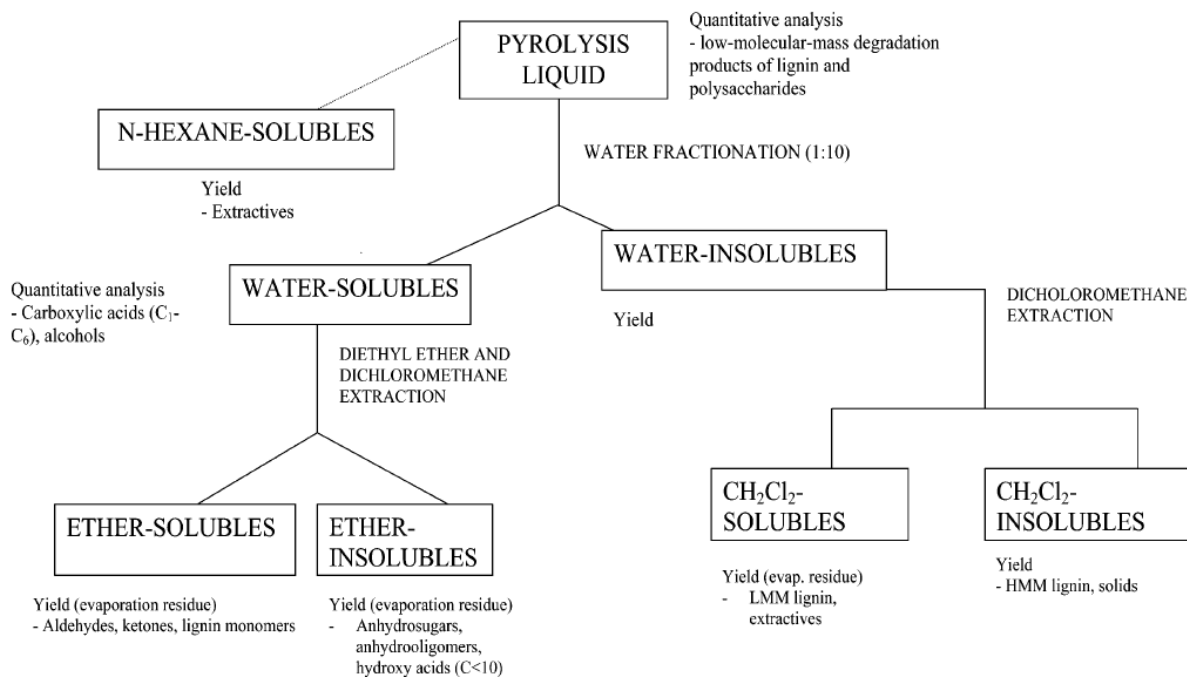 PYROLYSIS
LIQUID
Quantitative analysis
- low-molecular-mass degradation
products of lignin and
polysaccharides
N-HEXANE-SOLUBLES
Yield
- Extractives
WATER FRACTIONATION (1:10)
WATER-SOLUBLES
Quantitative analysis
- Carboxylic acids (C₁-
C₆), alcohols
WATER-INSOLUBLES
Yield
DICHOLOROMETHANE
EXTRACTION
DIETHYL ETHER AND
DICHLOROMETHANE
EXTRACTION
ETHER-SOLUBLES
Yield (evaporation residue)
- Aldehydes, ketones, lignin monomers
ETHER-
INSOLUBLES
Yield (evaporation residue)
- Anhydrosugars,
anhydrooligomers,
hydroxy acids (C<10)
CH₂Cl₂-
SOLUBLES
Yield (evap. residue)
- LMM lignin,
extractives
CH₂Cl₂-
INSOLUBLES
Yield
- HMM lignin, solids